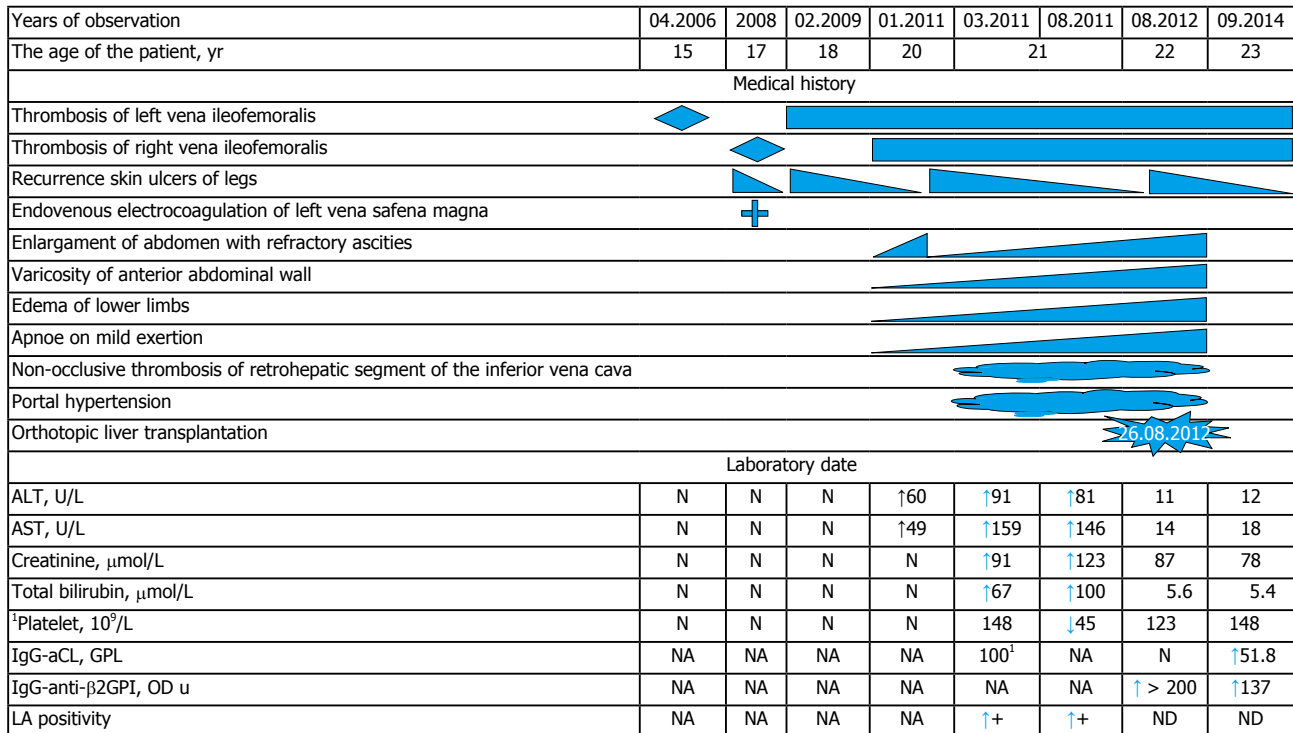 Years of observation 04.2006 2008 02.2009 01.2011 03.2011 08.2011 08.2012 09.2014
The age of the patient, yr 15 17 18 20 21 22 23
Medical history
Thrombosis of left vena ileofemoralis
Thrombosis of right vena ileofemoralis
Recurrence skin ulcers of legs
Endovenous electrocoagulation of left vena safena magna
Enlargament of abdomen with refractory ascities
Varicosity of anterior abdominal wall
Edema of lower limbs
Apnoe on mild exertion
Non-occlusive thrombosis of retrohepatic segment of the inferior vena cava
Portal hypertension
Orthotopic liver transplantation 26.08.2012
Laboratory date
ALT, U/L N N N ↑60 ↑91 ↑81 11 12
AST, U/L N N N ↑49 ↑159 ↑146 14 18
Creatinine, μmol/L N N N N ↑91 ↑123 87 78
Total bilirubin, μmol/L N N N N ↑67 ↑100 5.6 5.4
¹Platelet, 10⁹/L N N N N 148 ↓45 123 148
IgG-aCL, GPL NA NA NA NA 100¹ NA N ↑51.8
IgG-anti-β2GPI, OD u NA NA NA NA NA NA ↑ > 200 ↑137
LA positivity NA NA NA NA ↑+ ↑+ ND ND